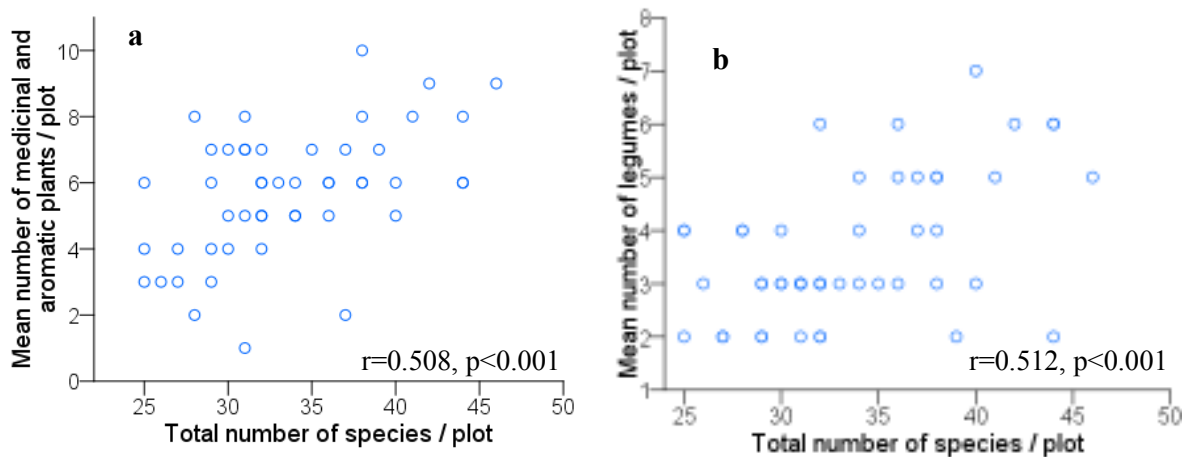 a
Mean number of medicinal and
aromatic plants / plot
10
8
6
4
2
0
r=0.508, p<0.001
25 30 35 40 45 50
Total number of species / plot
b
Mean number of legumes / plot
8
7
6
5
4
3
2
1
r=0.512, p<0.001
25 30 35 40 45 50
Total number of species / plot